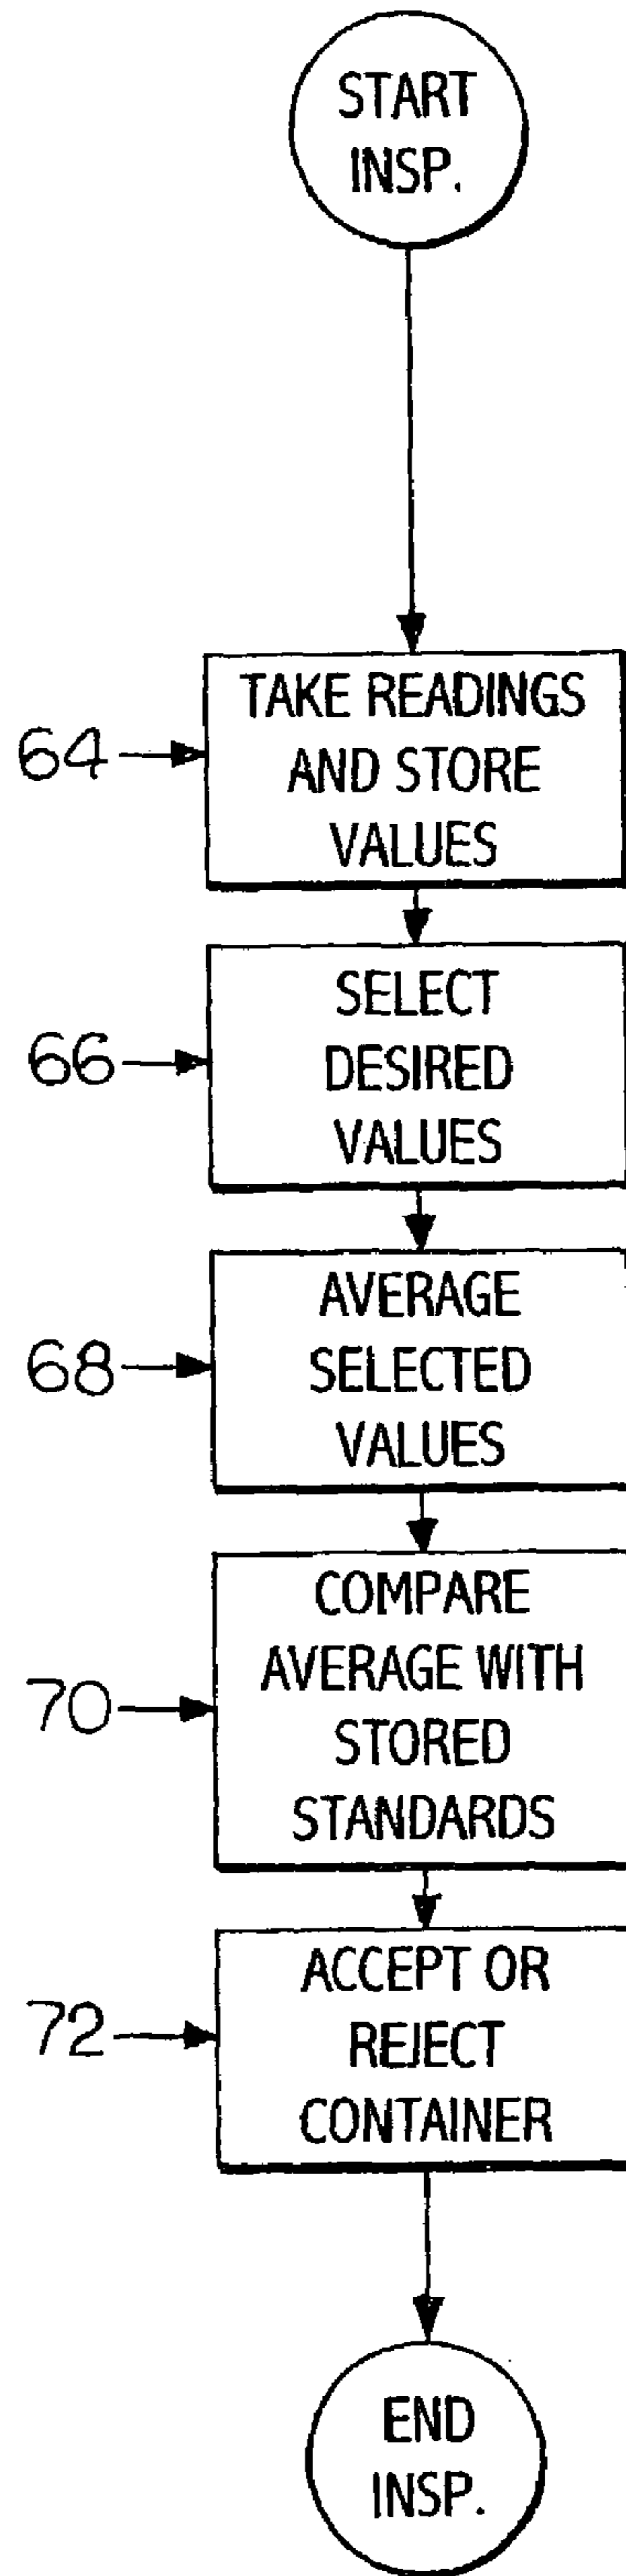 START
INSP.
64
TAKE READINGS
AND STORE
VALUES
66
SELECT
DESIRED
VALUES
68
AVERAGE
SELECTED
VALUES
70
COMPARE
AVERAGE WITH
STORED
STANDARDS
72
ACCEPT OR
REJECT
CONTAINER
END
INSP.